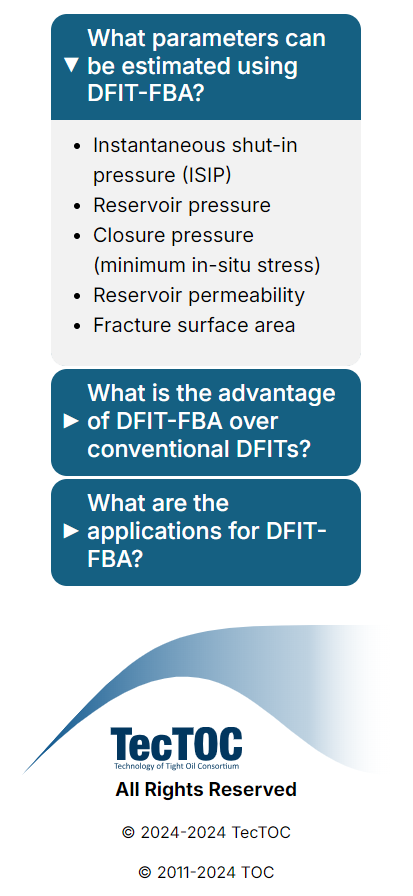 What parameters can
▼ be estimated using
DFIT-FBA?
• Instantaneous shut-in
pressure (ISIP)
• Reservoir pressure
• Closure pressure
(minimum in-situ stress)
• Reservoir permeability
• Fracture surface area
What is the advantage
▶ of DFIT-FBA over
conventional DFITs?
What are the
▶ applications for DFIT-
FBA?
TecTOC
Technology of Tight Oil Consortium
All Rights Reserved
© 2024-2024 TecTOC
© 2011-2024 TOC